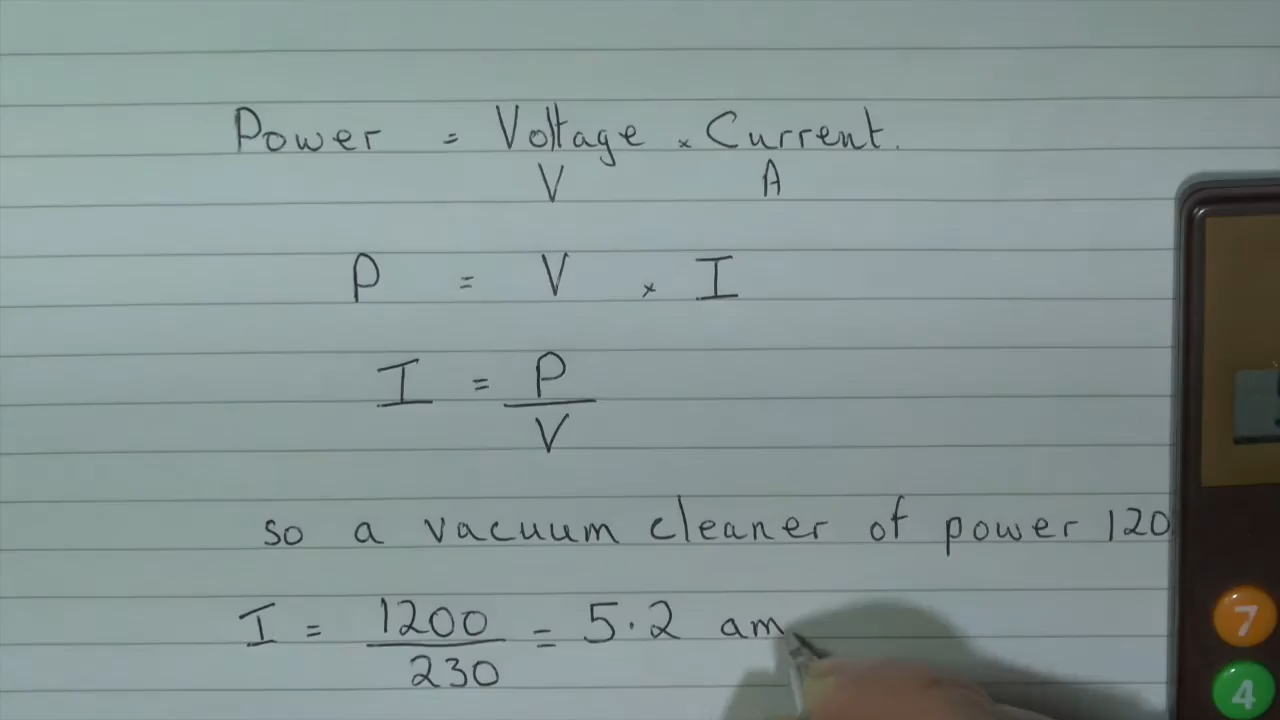 Power = Voltage × Current.
V A
P = V × I
I = P
V
so a vacuum cleaner of power 120
I = 1200 = 5.2 am
230
7
4